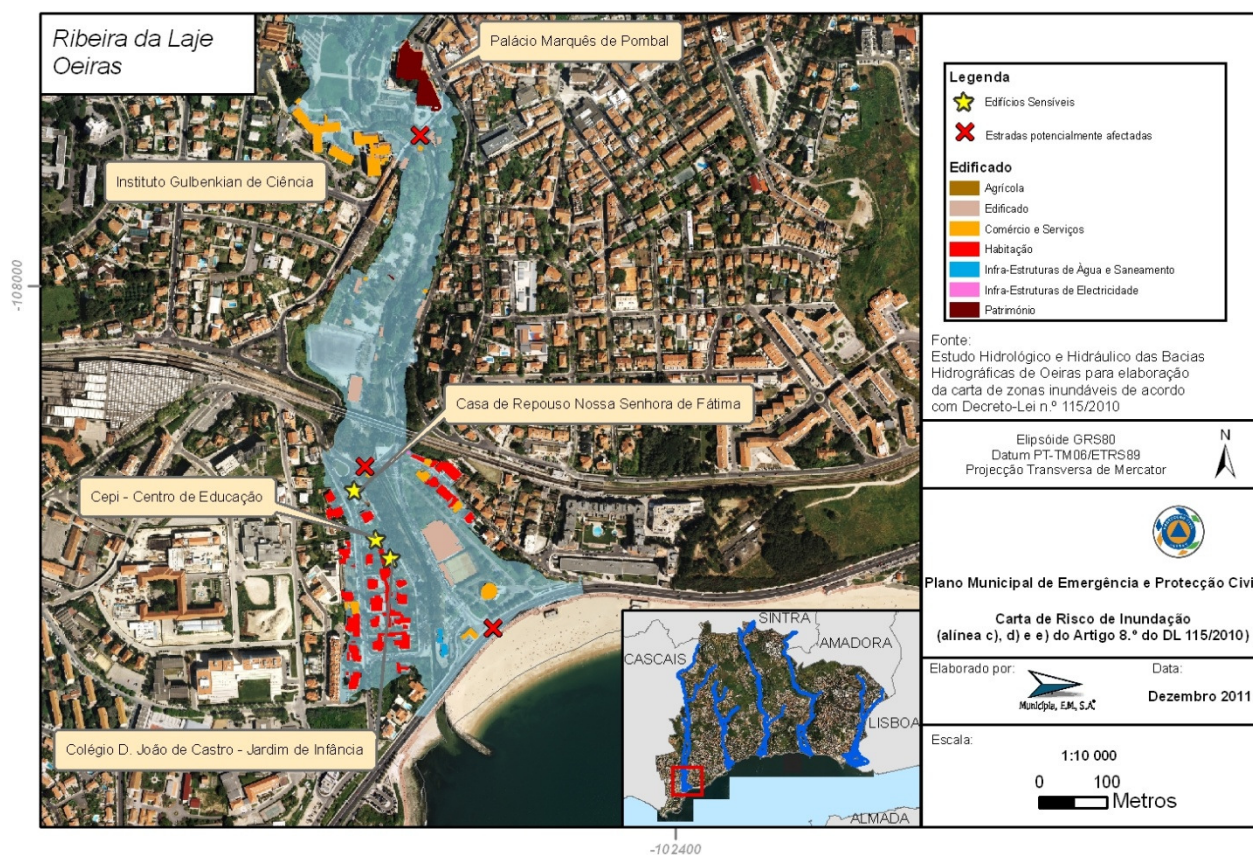 Ribeira da Laje
Oeiras
Palácio Marquês de Pombal
Instituto Gulbenkian de Ciência
-108000
Casa de Repouso Nossa Senhora de Fátima
Cepi - Centro de Educação
Colégio D. João de Castro - Jardim de Infância
SINTRA
AMADORA
CASCAIS
LISBOA
ALMADA
-102400
Legenda
Edifícios Sensíveis
Estradas potencialmente afectadas
Edificado
Agrícola
Edificado
Comércio e Serviços
Habitação
Infra-Estruturas de Àgua e Saneamento
Infra-Estruturas de Electricidade
Património
Fonte:
Estudo Hidrológico e Hidráulico das Bacias
Hidrográficas de Oeiras para elaboração
da carta de zonas inundáveis de acordo
com Decreto-Lei n.º 115/2010
Elipsóide GRS80
Datum PT-TM06/ETRS89
Projecção Transversa de Mercator
N
Plano Municipal de Emergência e Protecção Civi
Carta de Risco de Inundação
(alínea c), d) e e) do Artigo 8.º do DL 115/2010)
Elaborado por:
Municípia, E.M., S.A.
Data:
Dezembro 2011
Escala:
1:10 000
0 100
Metros